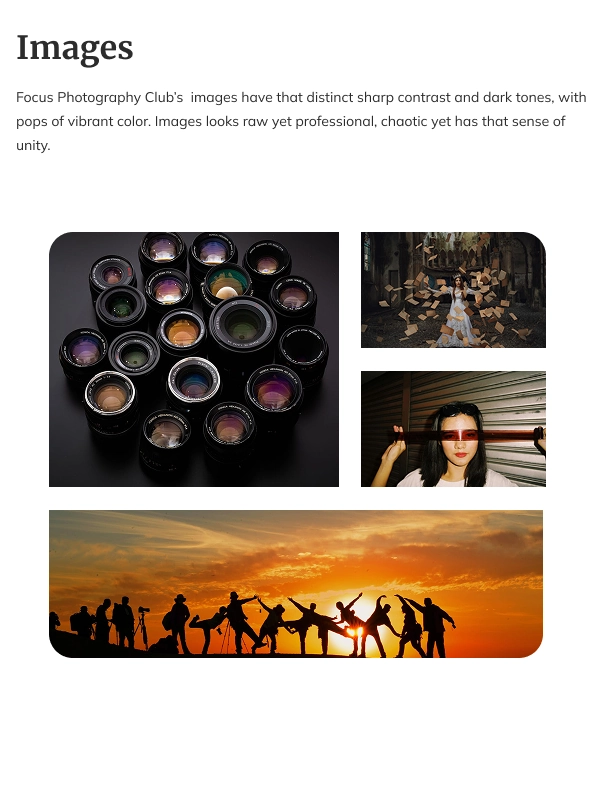 Images
Focus Photography Club’s  images have that distinct sharp contrast and dark tones, with
pops of vibrant color. Images looks raw yet professional, chaotic yet has that sense of
unity.